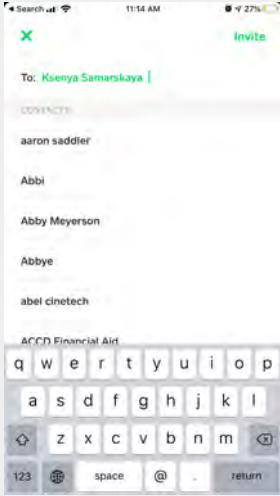 Search
11:14 AM
27%
Invite
To: Ksenya Samarskaya
CONTACTS
aaron saddler
Abbi
Abby Meyerson
Abbye
abel cinetech
ACCD Financial Aid
q w e r t y u i o p
a s d f g h j k l
z x c v b n m
123 space @ . return